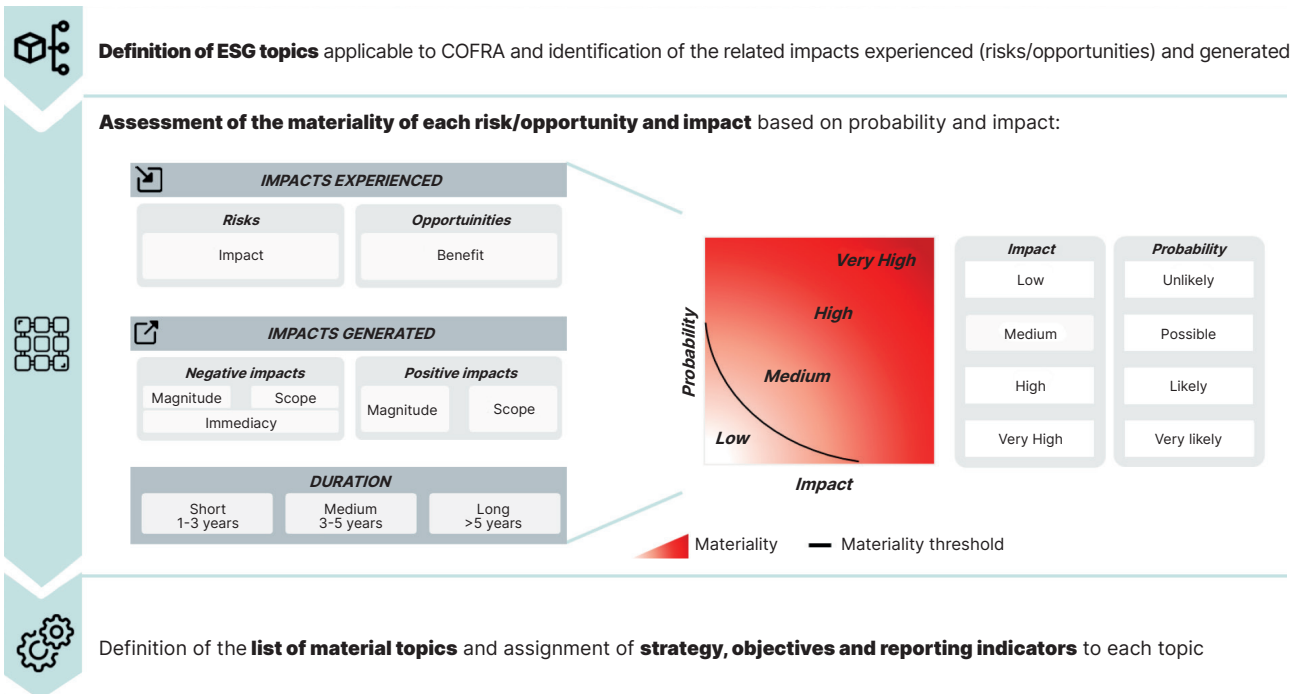 Definition of ESG topics applicable to COFRA and identification of the related impacts experienced (risks/opportunities) and generated
Assessment of the materiality of each risk/opportunity and impact based on probability and impact:
IMPACTS EXPERIENCED
Risks
Impact
Opportuinities
Benefit
IMPACTS GENERATED
Negative impacts
Magnitude
Scope
Immediacy
Positive impacts
Magnitude
Scope
DURATION
Short
1-3 years
Medium
3-5 years
Long
>5 years
Probability
Very High
High
Medium
Low
Impact
Materiality
Materiality threshold
Impact
Low
Medium
High
Very High
Probability
Unlikely
Possible
Likely
Very likely
Definition of the list of material topics and assignment of strategy, objectives and reporting indicators to each topic